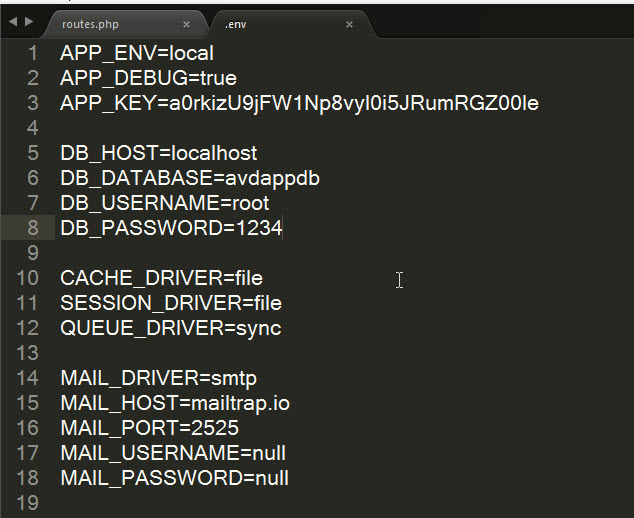 routes.php
.env
1 APP_ENV=local
2 APP_DEBUG=true
3 APP_KEY=a0rkizU9jFW1Np8vyI0i5JRumRGZ00le
4
5 DB_HOST=localhost
6 DB_DATABASE=avdappdb
7 DB_USERNAME=root
8 DB_PASSWORD=1234
9
10 CACHE_DRIVER=file
11 SESSION_DRIVER=file
12 QUEUE_DRIVER=sync
13
14 MAIL_DRIVER=smtp
15 MAIL_HOST=mailtrap.io
16 MAIL_PORT=2525
17 MAIL_USERNAME=null
18 MAIL_PASSWORD=null
19